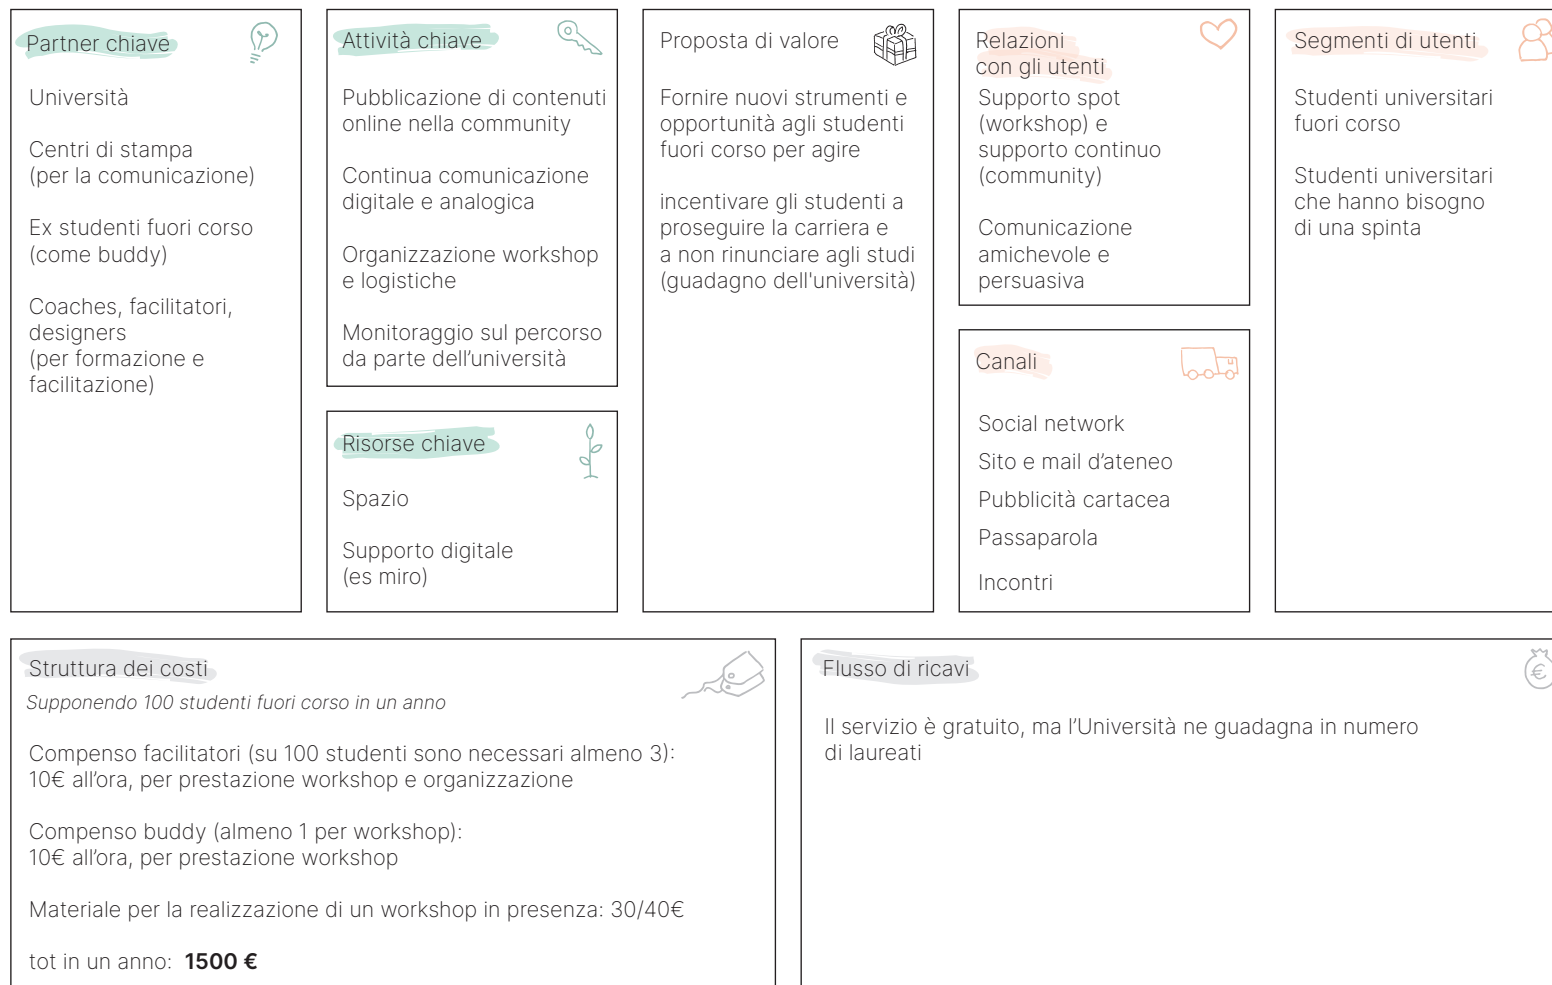 Partner chiave
Università
Centri di stampa
(per la comunicazione)
Ex studenti fuori corso
(come buddy)
Coaches, facilitatori,
designers
(per formazione e
facilitazione)
Attività chiave
Pubblicazione di contenuti
online nella community
Continua comunicazione
digitale e analogica
Organizzazione workshop
e logistiche
Monitoraggio sul percorso
da parte dell’università
Risorse chiave
Spazio
Supporto digitale
(es miro)
Proposta di valore
Fornire nuovi strumenti e
opportunità agli studenti
fuori corso per agire
incentivare gli studenti a
proseguire la carriera e
a non rinunciare agli studi
(guadagno dell'università)
Relazioni
con gli utenti
Supporto spot
(workshop) e
supporto continuo
(community)
Comunicazione
amichevole e
persuasiva
Canali
Social network
Sito e mail d’ateneo
Pubblicità cartacea
Passaparola
Incontri
Segmenti di utenti
Studenti universitari
fuori corso
Studenti universitari
che hanno bisogno
di una spinta
Struttura dei costi
Supponendo 100 studenti fuori corso in un anno
Compenso facilitatori (su 100 studenti sono necessari almeno 3):
10€ all’ora, per prestazione workshop e organizzazione
Compenso buddy (almeno 1 per workshop):
10€ all’ora, per prestazione workshop
Materiale per la realizzazione di un workshop in presenza: 30/40€
tot in un anno: 1500 €
Flusso di ricavi
€
Il servizio è gratuito, ma l’Università ne guadagna in numero
di laureati